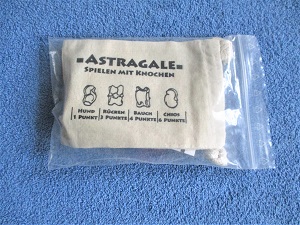 ASTRAGALE
SPIELEN MIT KNOCHEN
HUND RÜCKEN BAUCH CHIOS
1 PUNKT 3 PUNKTE 4 PUNKTE 6 PUNKTE